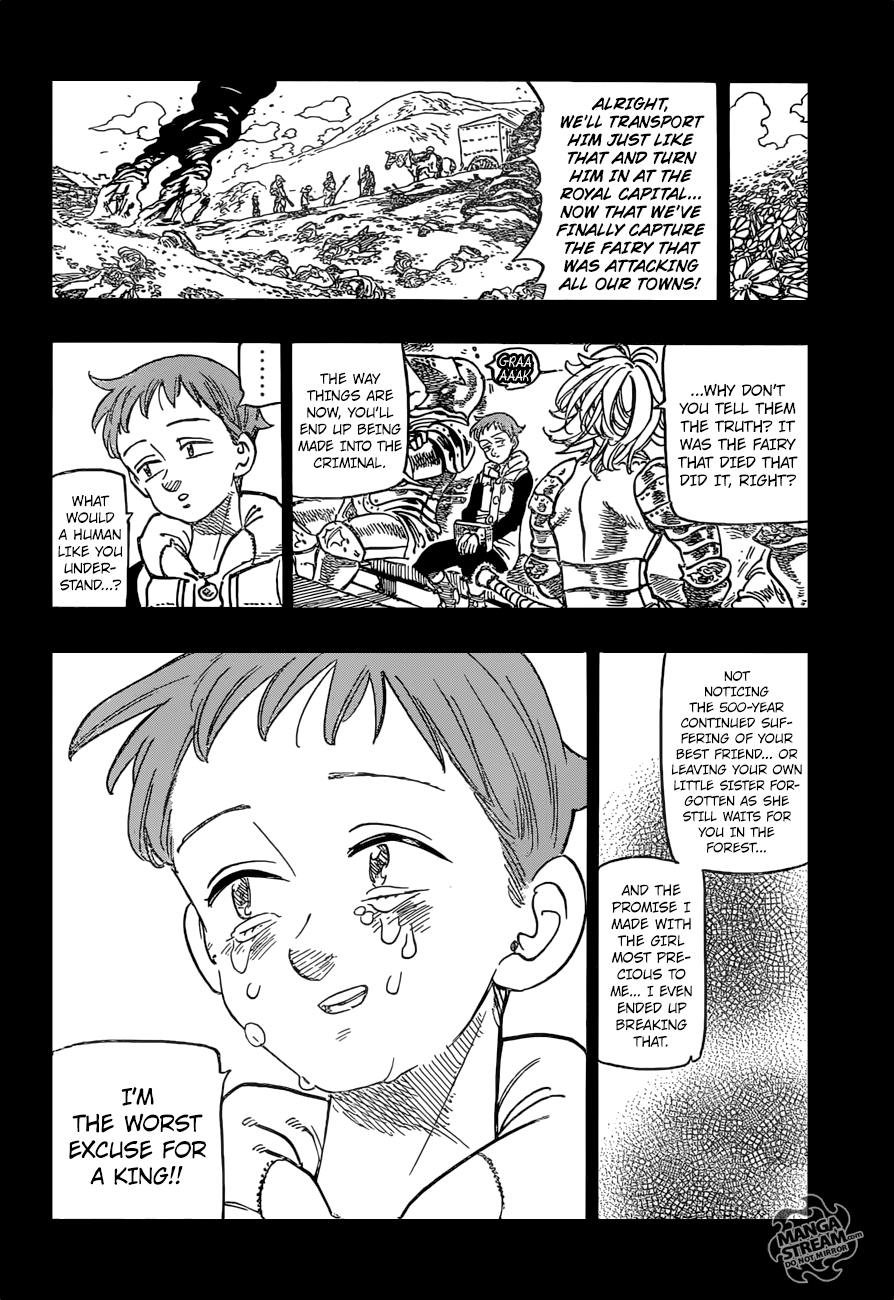 ALRIGHT,
WE'LL TRANSPORT
HIM JUST LIKE
THAT AND TURN
HIM IN AT THE
ROYAL CAPITAL...
NOW THAT WE'VE
FINALLY CAPTURE
THE FAIRY THAT
WAS ATTACKING
ALL OUR TOWNS!
...WHY DON'T
YOU TELL THEM
THE TRUTH? IT
WAS THE FAIRY
THAT DIED THAT
DID IT, RIGHT?
GRAA
AAAK
THE WAY
THINGS ARE
NOW, YOU'LL
END UP BEING
MADE INTO THE
CRIMINAL.
......
WHAT
WOULD
A HUMAN
LIKE YOU
UNDER-
STAND...?
NOT
NOTICING
THE 500-YEAR
CONTINUED SUF-
FERING OF YOUR
BEST FRIEND... OR
LEAVING YOUR OWN
LITTLE SISTER FOR-
GOTTEN AS SHE
STILL WAITS FOR
YOU IN THE
FOREST...
AND THE
PROMISE I
MADE WITH
THE GIRL
MOST PRE-
CIOUS TO
ME... I EVEN
ENDED UP
BREAKING
THAT.
I'M
THE WORST
EXCUSE FOR
A KING!!
MANGA
STREAM.com
DO NOT MIRROR